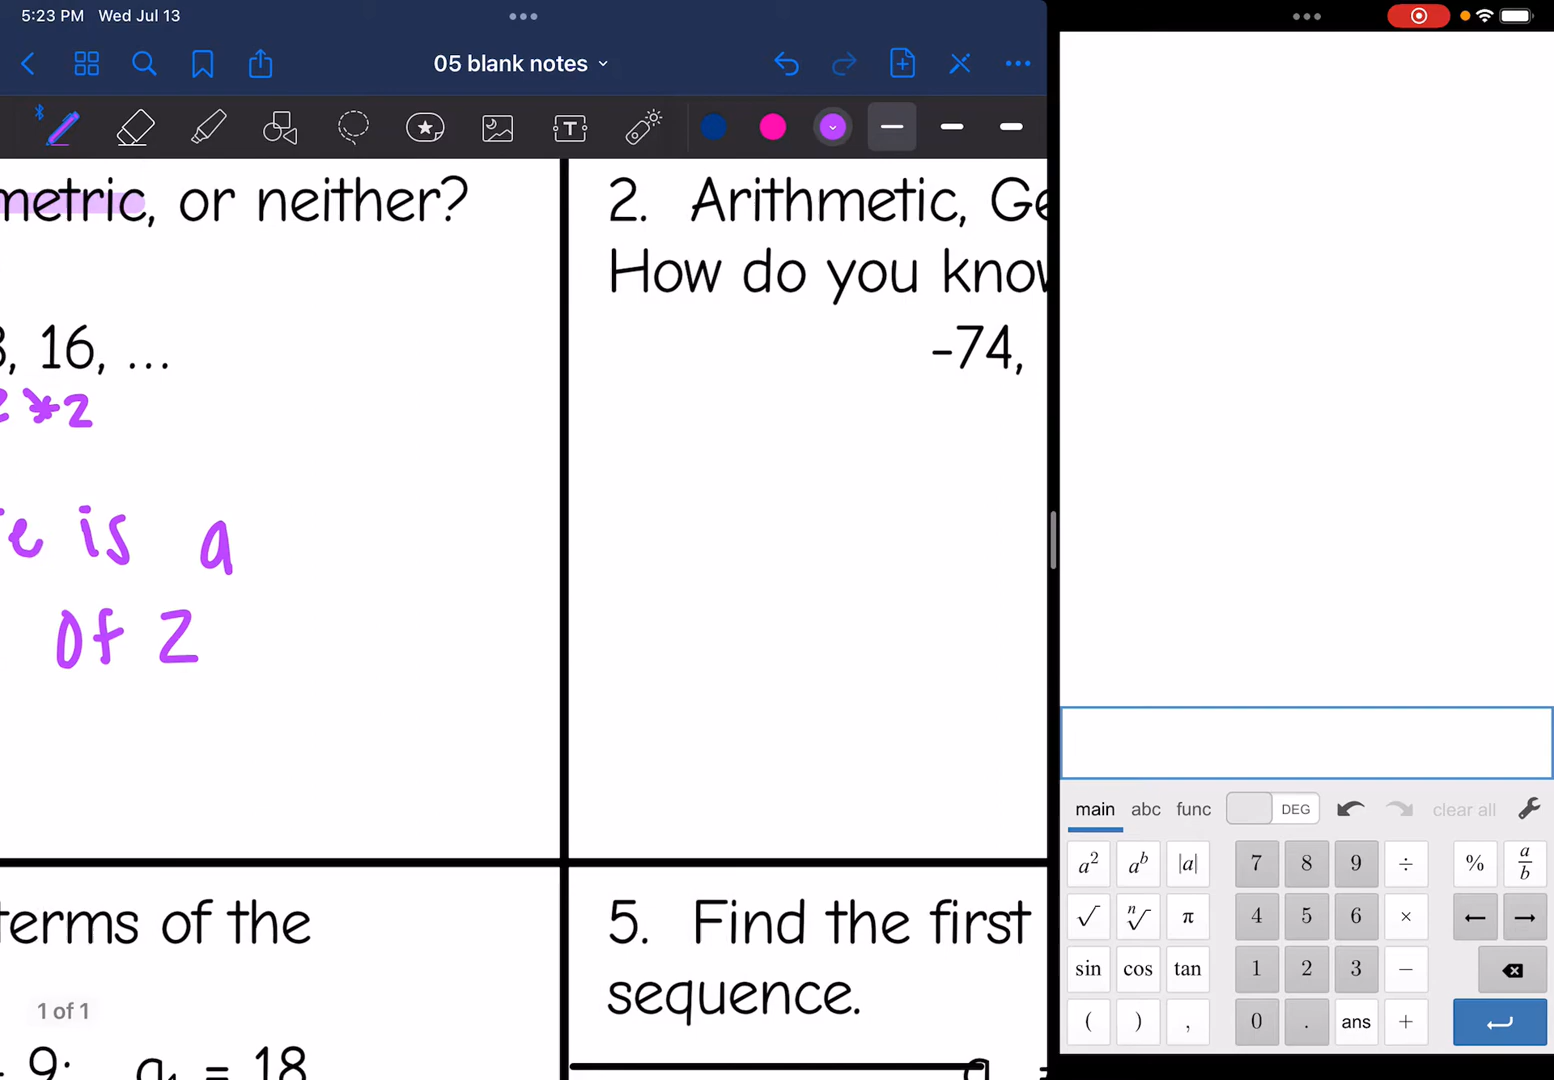 5:23 PM Wed Jul 13
05 blank notes
metric, or neither?
, 16, ...
*2
is a
of 2
terms of the
1 of 1
9; a₁ = 18
2. Arithmetic, Ge
How do you know
-74,
5. Find the first
sequence.
main abc func DEG clear all
a² aᵇ |a| 7 8 9 ÷ % a/b
√ ⁿ√ π 4 5 6 × ← →
sin cos tan 1 2 3 −
( ) , 0 . ans +